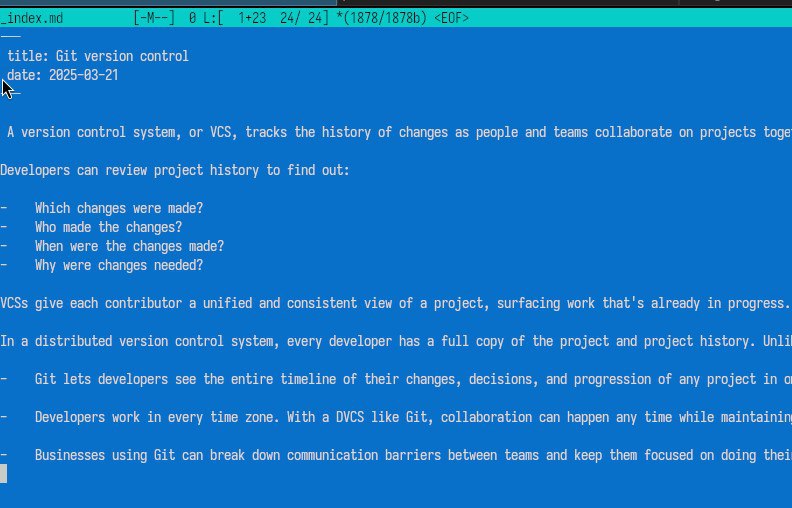 _index.md [-M--] 0 L:[ 1+23 24/ 24] *(1878/1878b) <EOF>
---
title: Git version control
date: 2025-03-21
---
A version control system, or VCS, tracks the history of changes as people and teams collaborate on projects toge
Developers can review project history to find out:
- Which changes were made?
- Who made the changes?
- When were the changes made?
- Why were changes needed?
VCSs give each contributor a unified and consistent view of a project, surfacing work that's already in progress.
In a distributed version control system, every developer has a full copy of the project and project history. Unli
- Git lets developers see the entire timeline of their changes, decisions, and progression of any project in o
- Developers work in every time zone. With a DVCS like Git, collaboration can happen any time while maintaining
- Businesses using Git can break down communication barriers between teams and keep them focused on doing thei